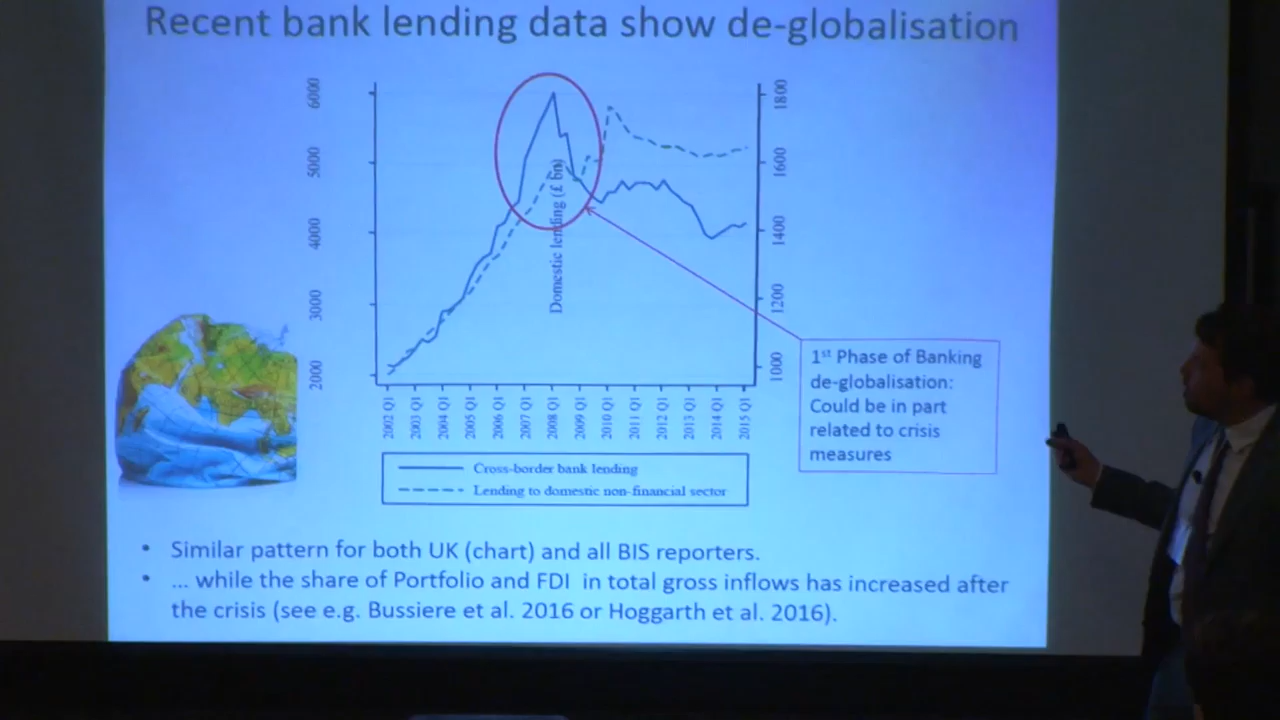 Recent bank lending data show de-globalisation
6000
5000
4000
3000
2000
Domestic lending (£ bn)
1800
1600
1400
1200
1000
2002 Q1
2003 Q1
2004 Q1
2005 Q1
2006 Q1
2007 Q1
2008 Q1
2009 Q1
2010 Q1
2011 Q1
2012 Q1
2013 Q1
2014 Q1
2015 Q1
Cross-border bank lending
Lending to domestic non-financial sector
1st Phase of Banking
de-globalisation:
Could be in part
related to crisis
measures
• Similar pattern for both UK (chart) and all BIS reporters.
• ... while the share of Portfolio and FDI in total gross inflows has increased after
the crisis (see e.g. Bussiere et al. 2016 or Hoggarth et al. 2016).